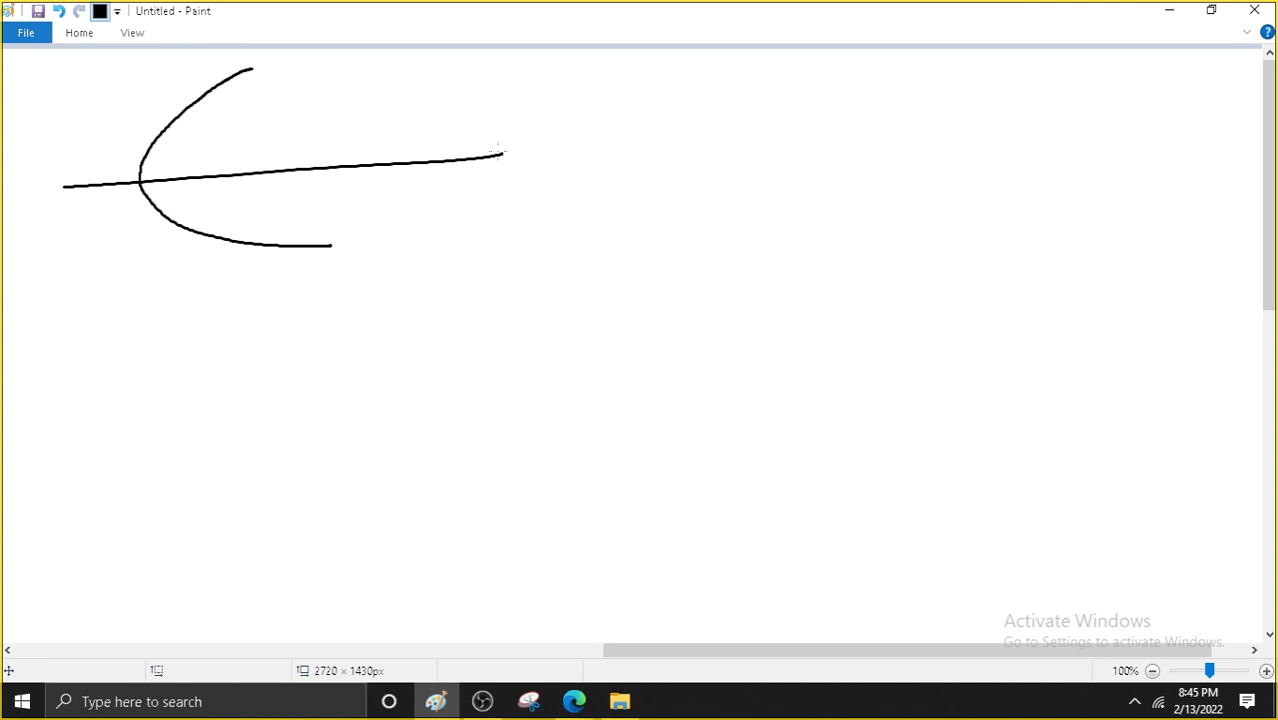 Untitled - Paint
File Home View
Activate Windows
Go to Settings to activate Windows.
2720 × 1430px
100%
Type here to search
8:45 PM
2/13/2022